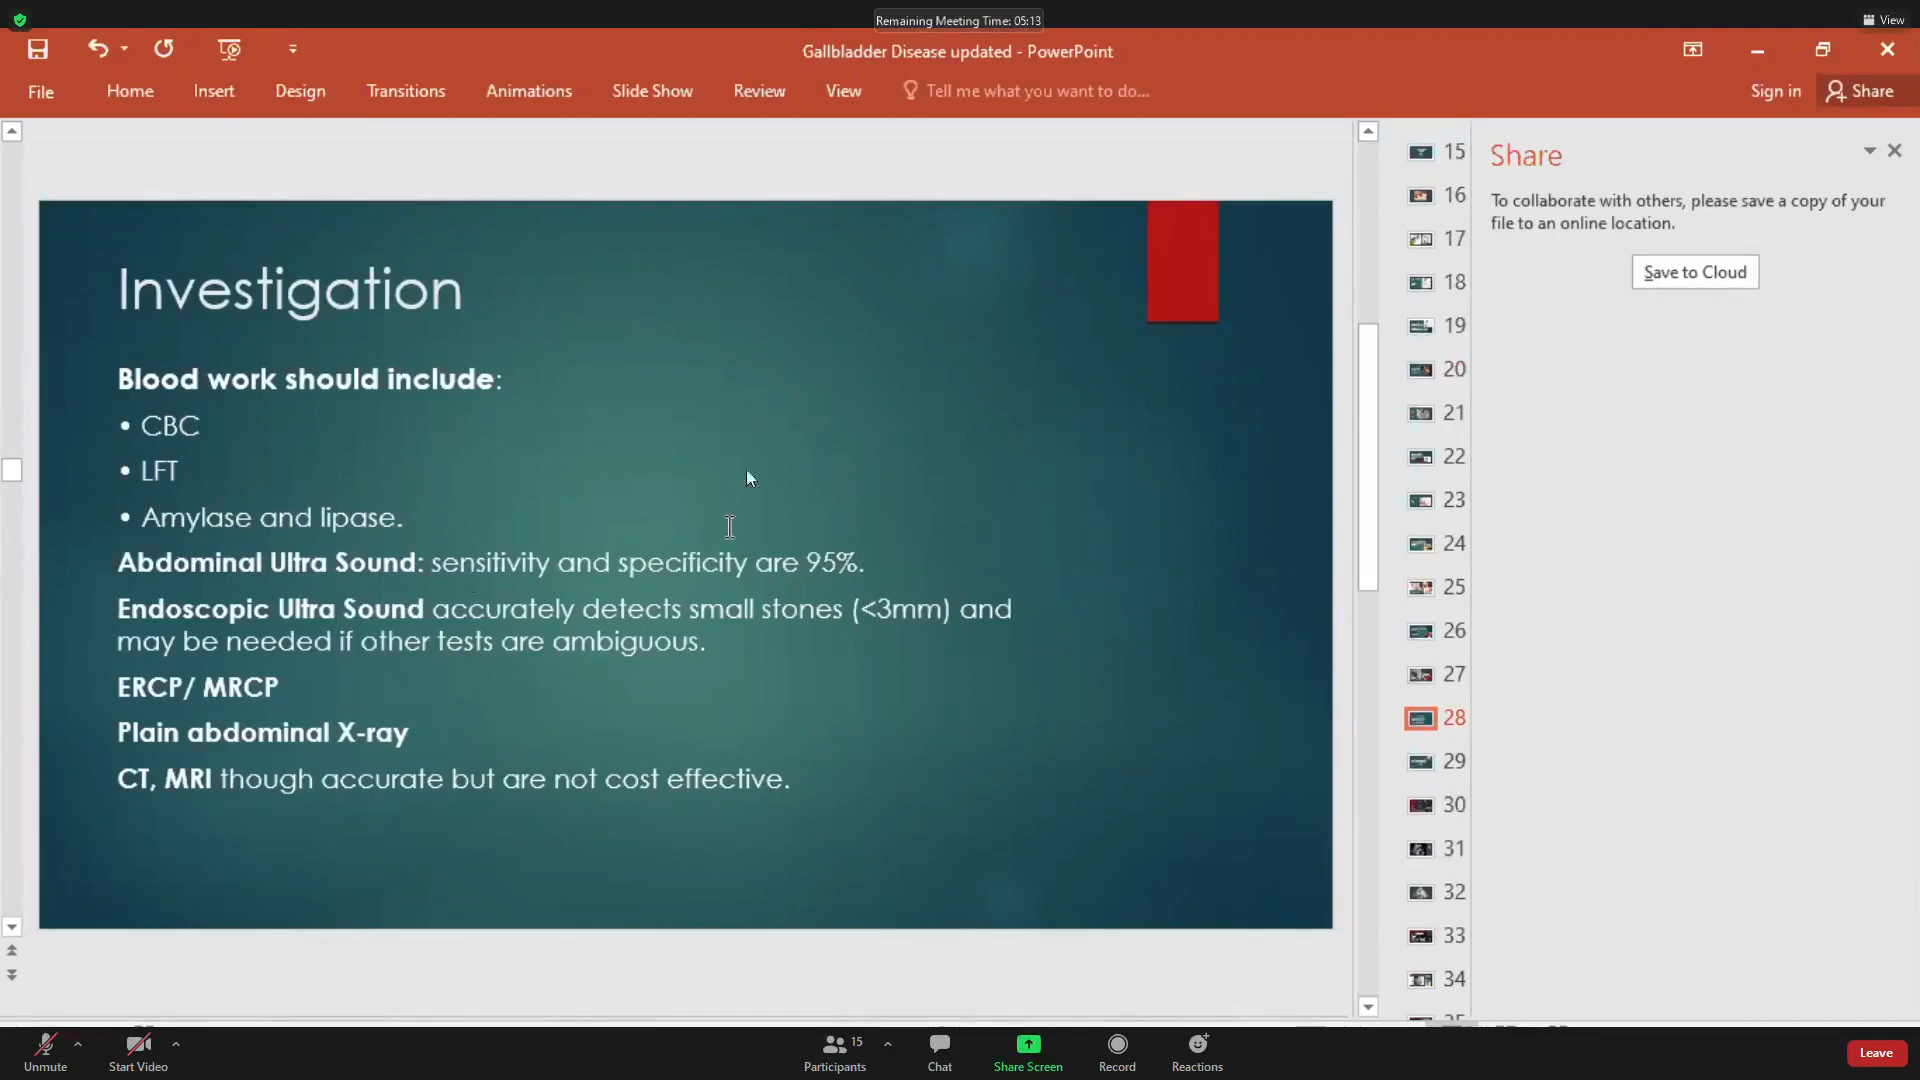 Remaining Meeting Time: 05:13
View
Gallbladder Disease updated - PowerPoint
File Home Insert Design Transitions Animations Slide Show Review View Tell me what you want to do... Sign in Share
Investigation
Blood work should include:
• CBC
• LFT
• Amylase and lipase.
Abdominal Ultra Sound: sensitivity and specificity are 95%.
Endoscopic Ultra Sound accurately detects small stones (<3mm) and
may be needed if other tests are ambiguous.
ERCP/ MRCP
Plain abdominal X-ray
CT, MRI though accurate but are not cost effective.
15
16
17
18
19
20
21
22
23
24
25
26
27
28
29
30
31
32
33
34
Share
To collaborate with others, please save a copy of your
file to an online location.
Save to Cloud
Unmute Start Video 15 Participants Chat Share Screen Record Reactions Leave